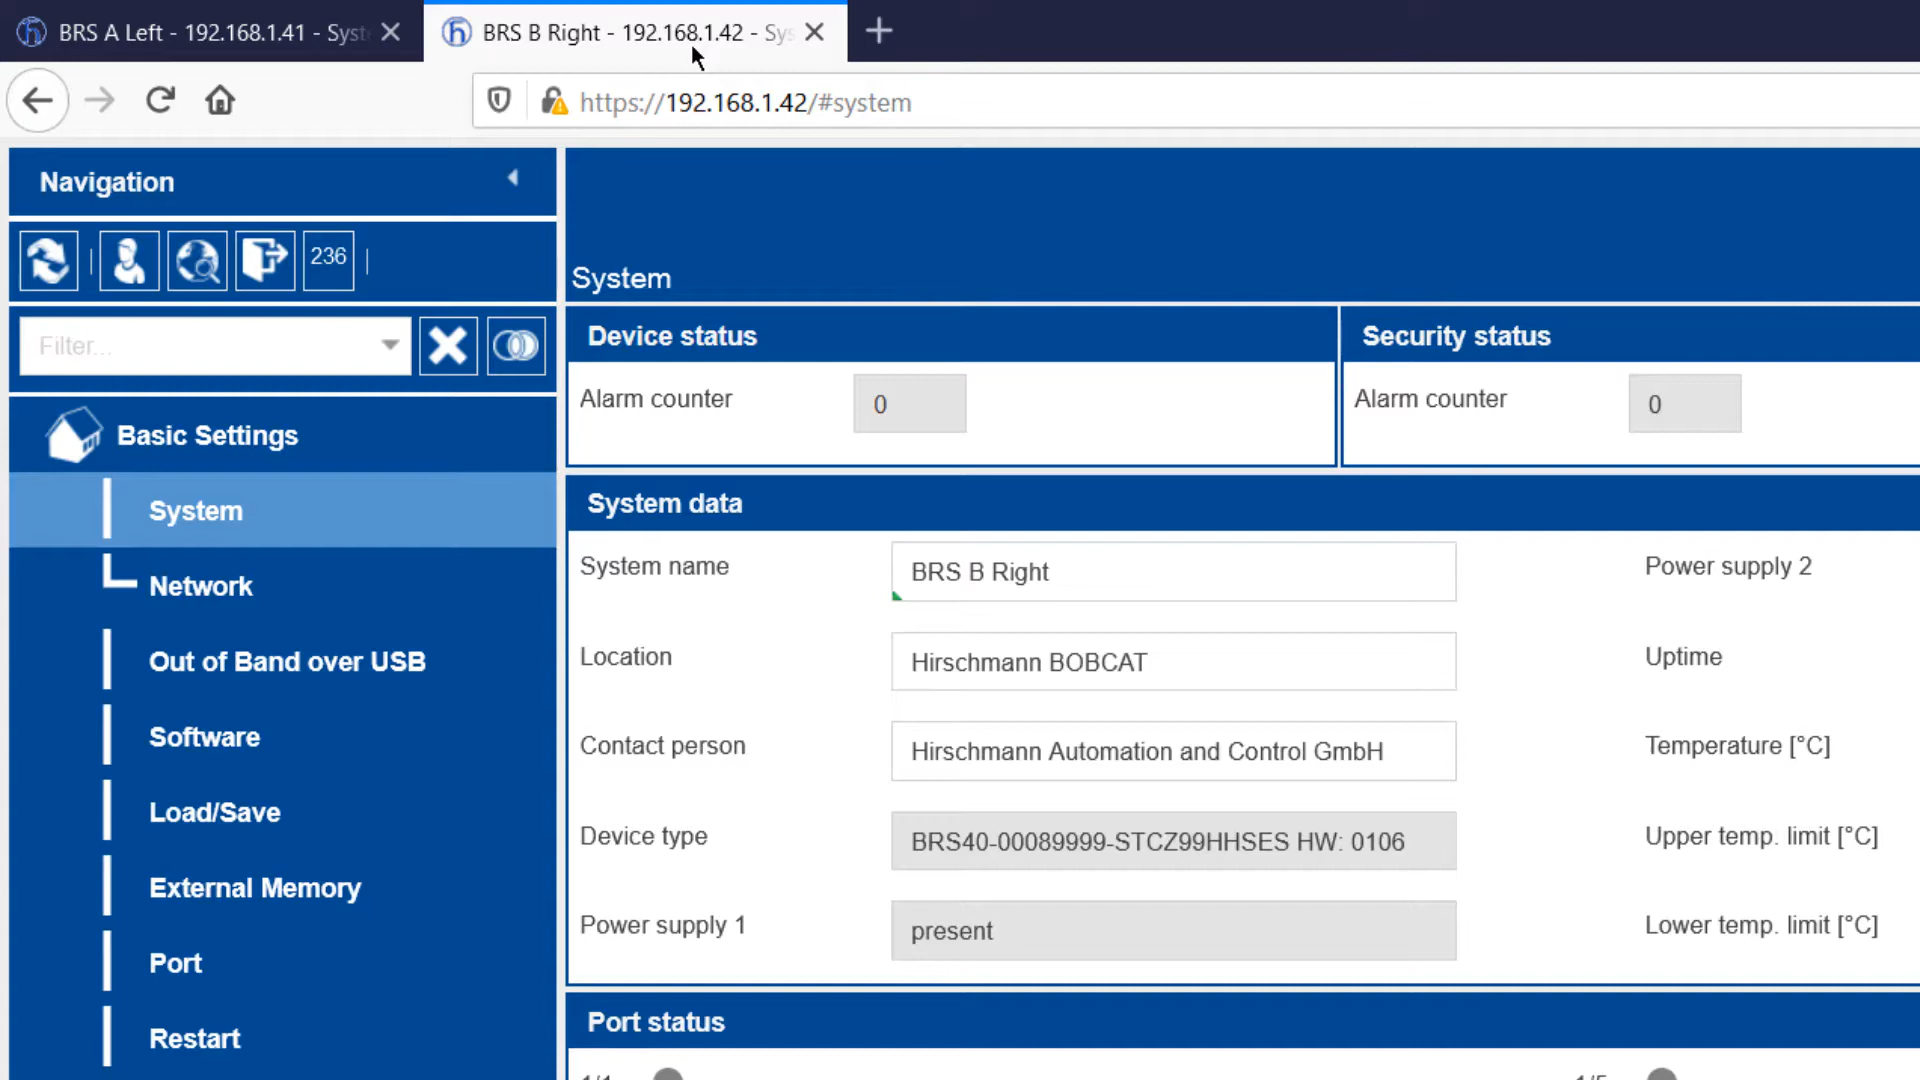 BRS A Left - 192.168.1.41 - Syst
BRS B Right - 192.168.1.42 - Sys
https://192.168.1.42/#system
Navigation
236
Filter...
Basic Settings
System
Network
Out of Band over USB
Software
Load/Save
External Memory
Port
Restart
System
Device status
Alarm counter
0
Security status
Alarm counter
0
System data
System name
BRS B Right
Power supply 2
Location
Hirschmann BOBCAT
Uptime
Contact person
Hirschmann Automation and Control GmbH
Temperature [°C]
Device type
BRS40-00089999-STCZ99HHSES HW: 0106
Upper temp. limit [°C]
Power supply 1
present
Lower temp. limit [°C]
Port status